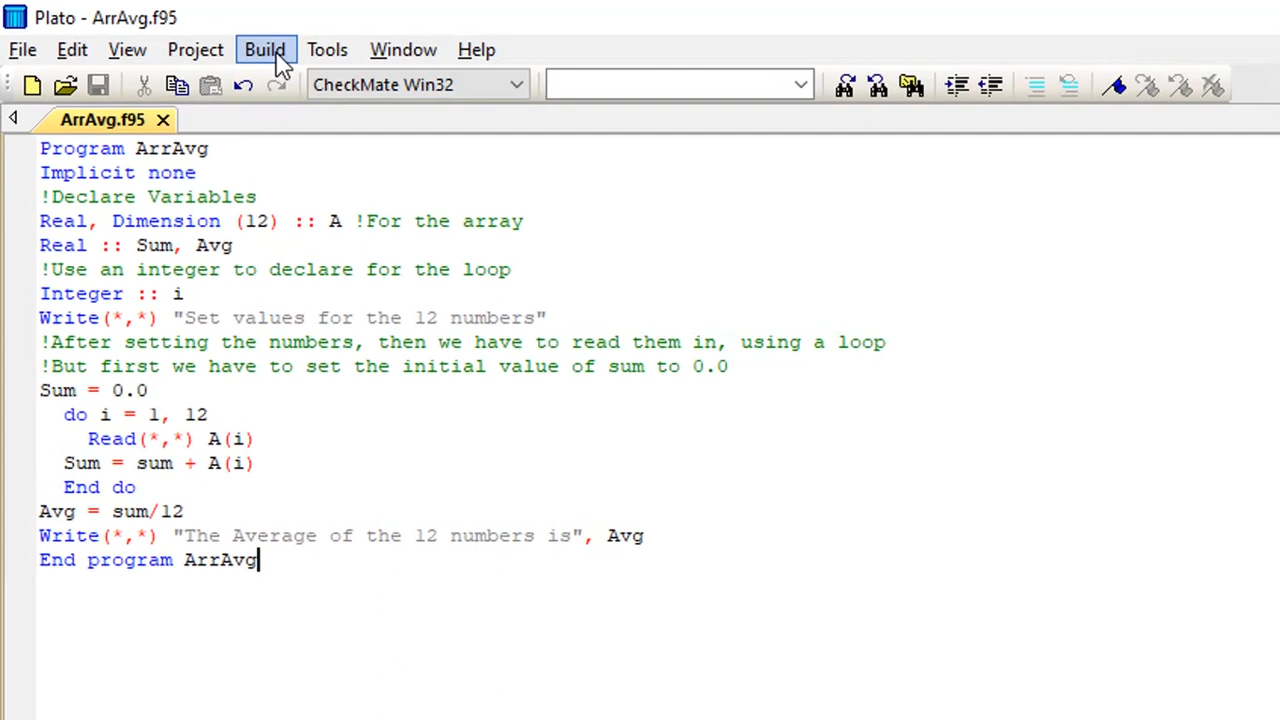 Plato - ArrAvg.f95
File Edit View Project Build Tools Window Help
CheckMate Win32
ArrAvg.f95
Program ArrAvg
Implicit none
!Declare Variables
Real, Dimension (12) :: A !For the array
Real :: Sum, Avg
!Use an integer to declare for the loop
Integer :: i
Write(*,*) "Set values for the 12 numbers"
!After setting the numbers, then we have to read them in, using a loop
!But first we have to set the initial value of sum to 0.0
Sum = 0.0
do i = 1, 12
Read(*,*) A(i)
Sum = sum + A(i)
End do
Avg = sum/12
Write(*,*) "The Average of the 12 numbers is", Avg
End program ArrAvg